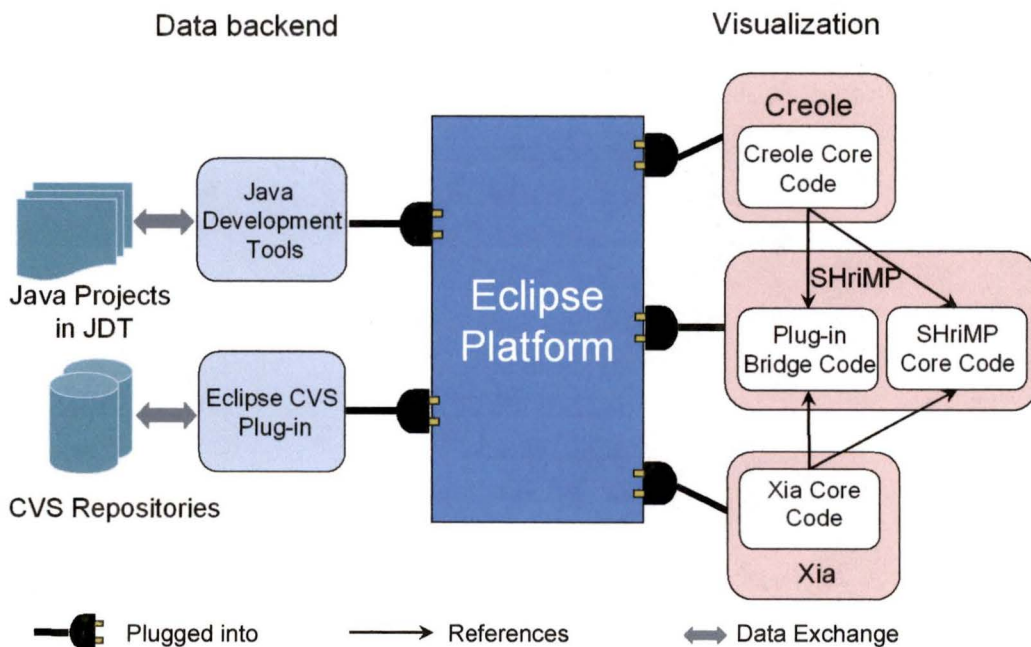 Data backend
Visualization
Java Projects
in JDT
Java
Development
Tools
CVS Repositories
Eclipse CVS
Plug-in
Eclipse
Platform
Creole
Creole Core
Code
SHriMP
Plug-in
Bridge Code
SHriMP
Core Code
Xia Core
Code
Xia
Plugged into
References
Data Exchange